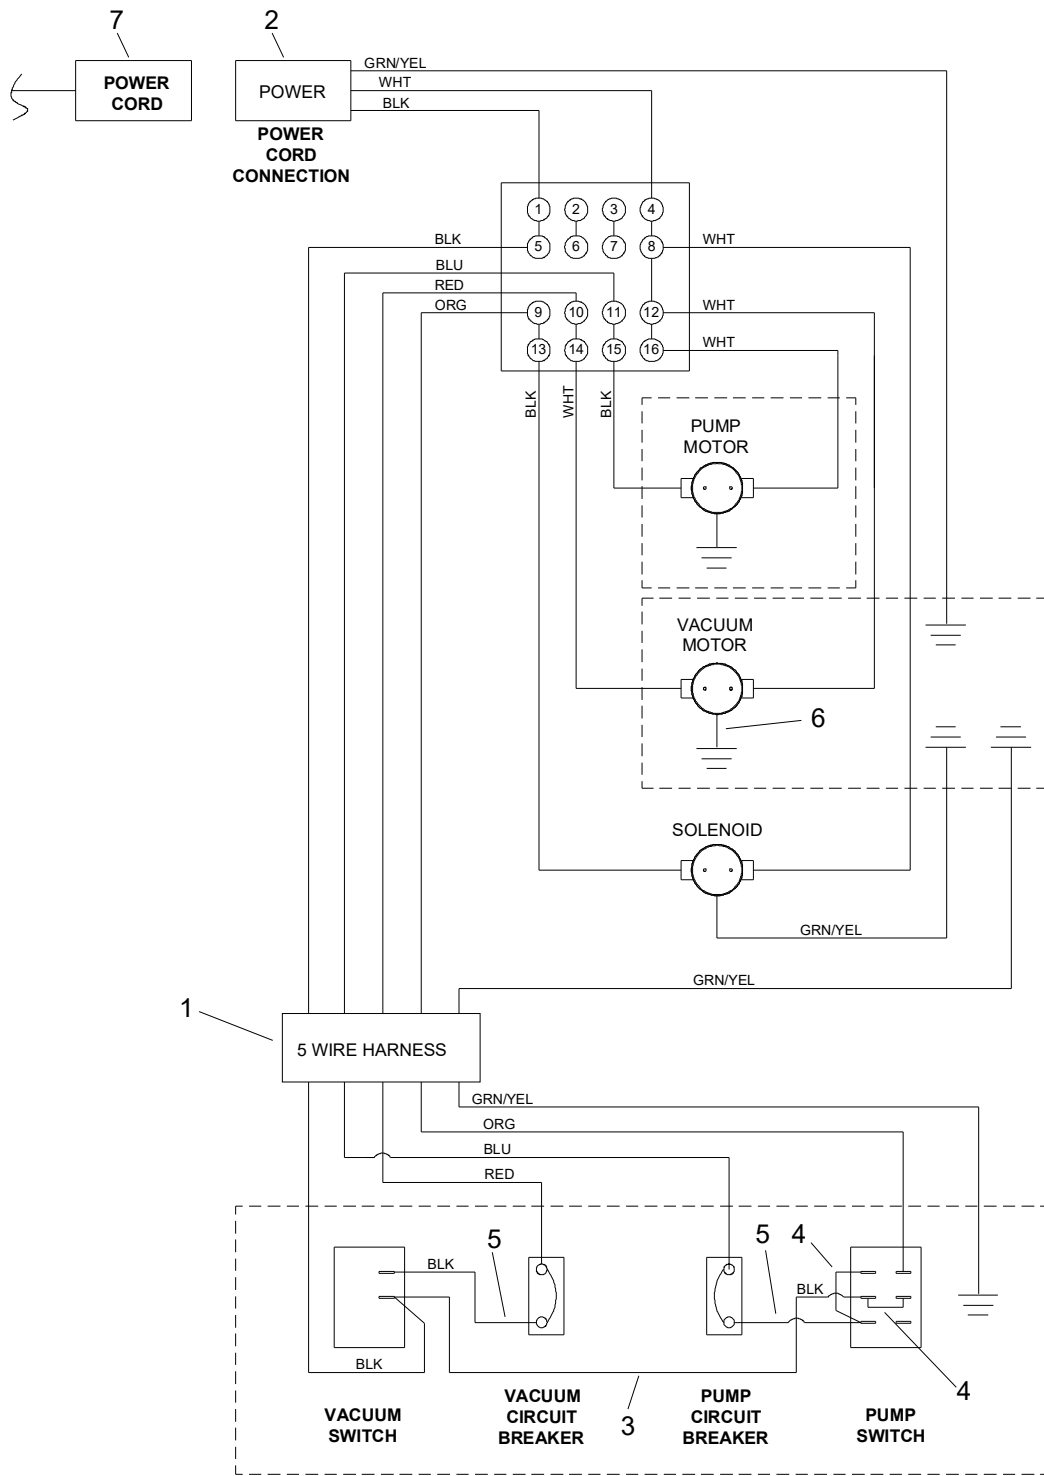 7
2
POWER
CORD
POWER
POWER
CORD
CONNECTION
GRN/YEL
WHT
BLK
1 2 3 4
5 6 7 8
9 10 11 12
13 14 15 16
BLK
BLU
RED
ORG
WHT
WHT
WHT
BLK
WHT
BLK
PUMP
MOTOR
VACUUM
MOTOR
6
SOLENOID
GRN/YEL
GRN/YEL
1
5 WIRE HARNESS
GRN/YEL
ORG
BLU
RED
BLK
5
5
4
BLK
4
BLK
3
VACUUM
SWITCH
VACUUM
CIRCUIT
BREAKER
PUMP
CIRCUIT
BREAKER
PUMP
SWITCH